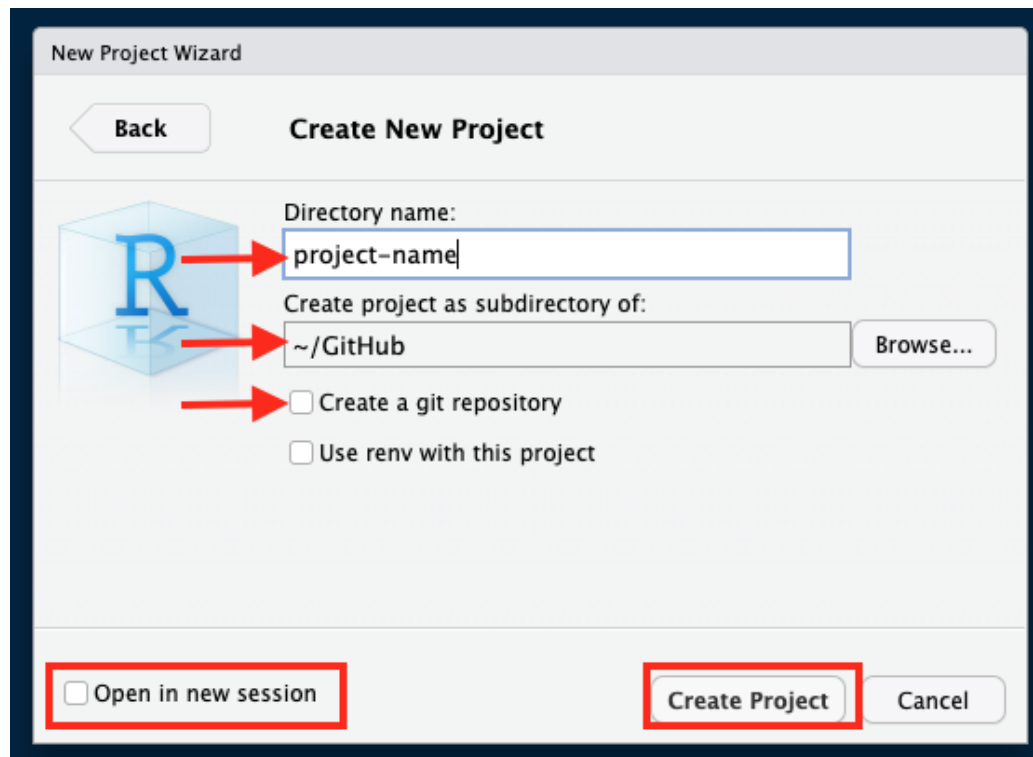 New Project Wizard
Back
Create New Project
R
Directory name:
project-name
Create project as subdirectory of:
~/GitHub
Browse...
Create a git repository
Use renv with this project
Open in new session
Create Project
Cancel